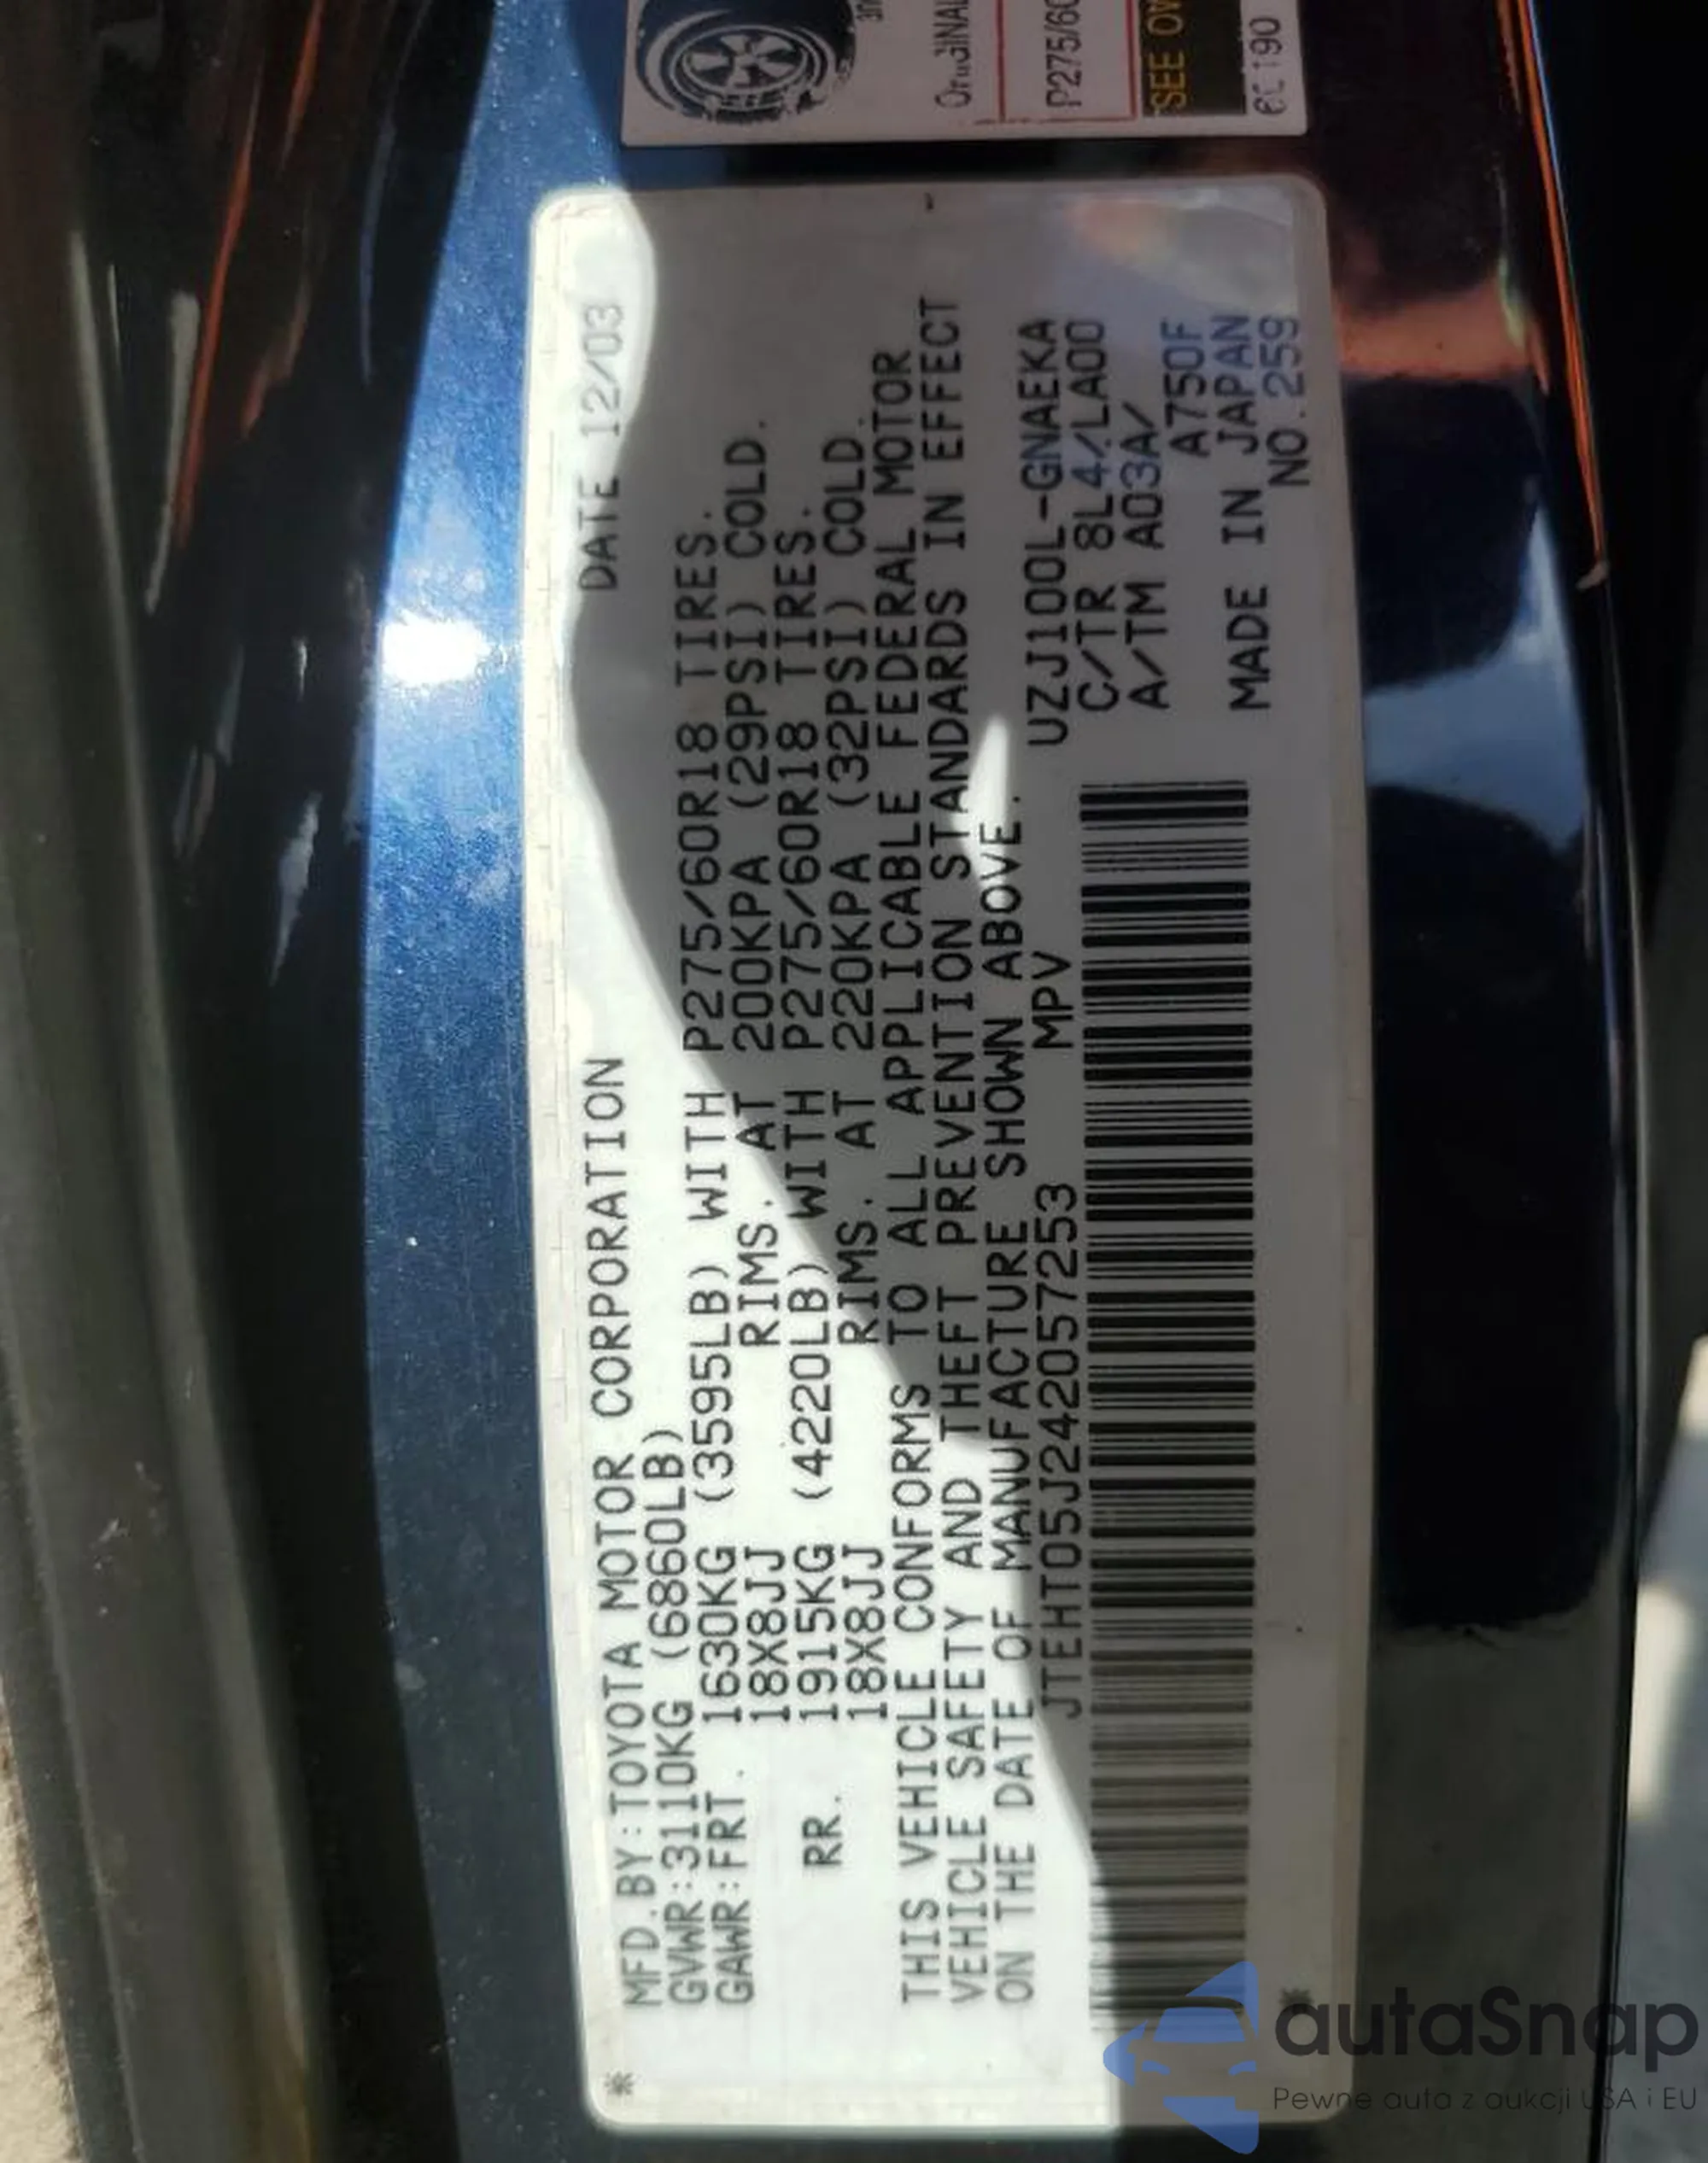 MFD.BY:TOYOTA MOTOR CORPORATION DATE 12/03
GVWR:3110KG (6860LB)
GAWR:FRT. 1630KG (3595LB) WITH P275/60R18 TIRES.
18X8JJ RIMS. AT 200KPA (29PSI) COLD.
RR. 1915KG (4220LB) WITH P275/60R18 TIRES.
18X8JJ RIMS. AT 220KPA (32PSI) COLD.
THIS VEHICLE CONFORMS TO ALL APPLICABLE FEDERAL MOTOR
VEHICLE SAFETY AND THEFT PREVENTION STANDARDS IN EFFECT
ON THE DATE OF MANUFACTURE SHOWN ABOVE.
JTEHT05J242057253 MPV UZJ100L-GNAEKA
C/TR 8L4/LA00
A/TM A03A/
A750F
MADE IN JAPAN
NO.259
P275/60
SEE
autaSnap
Pewne auta z aukcji USA i EU